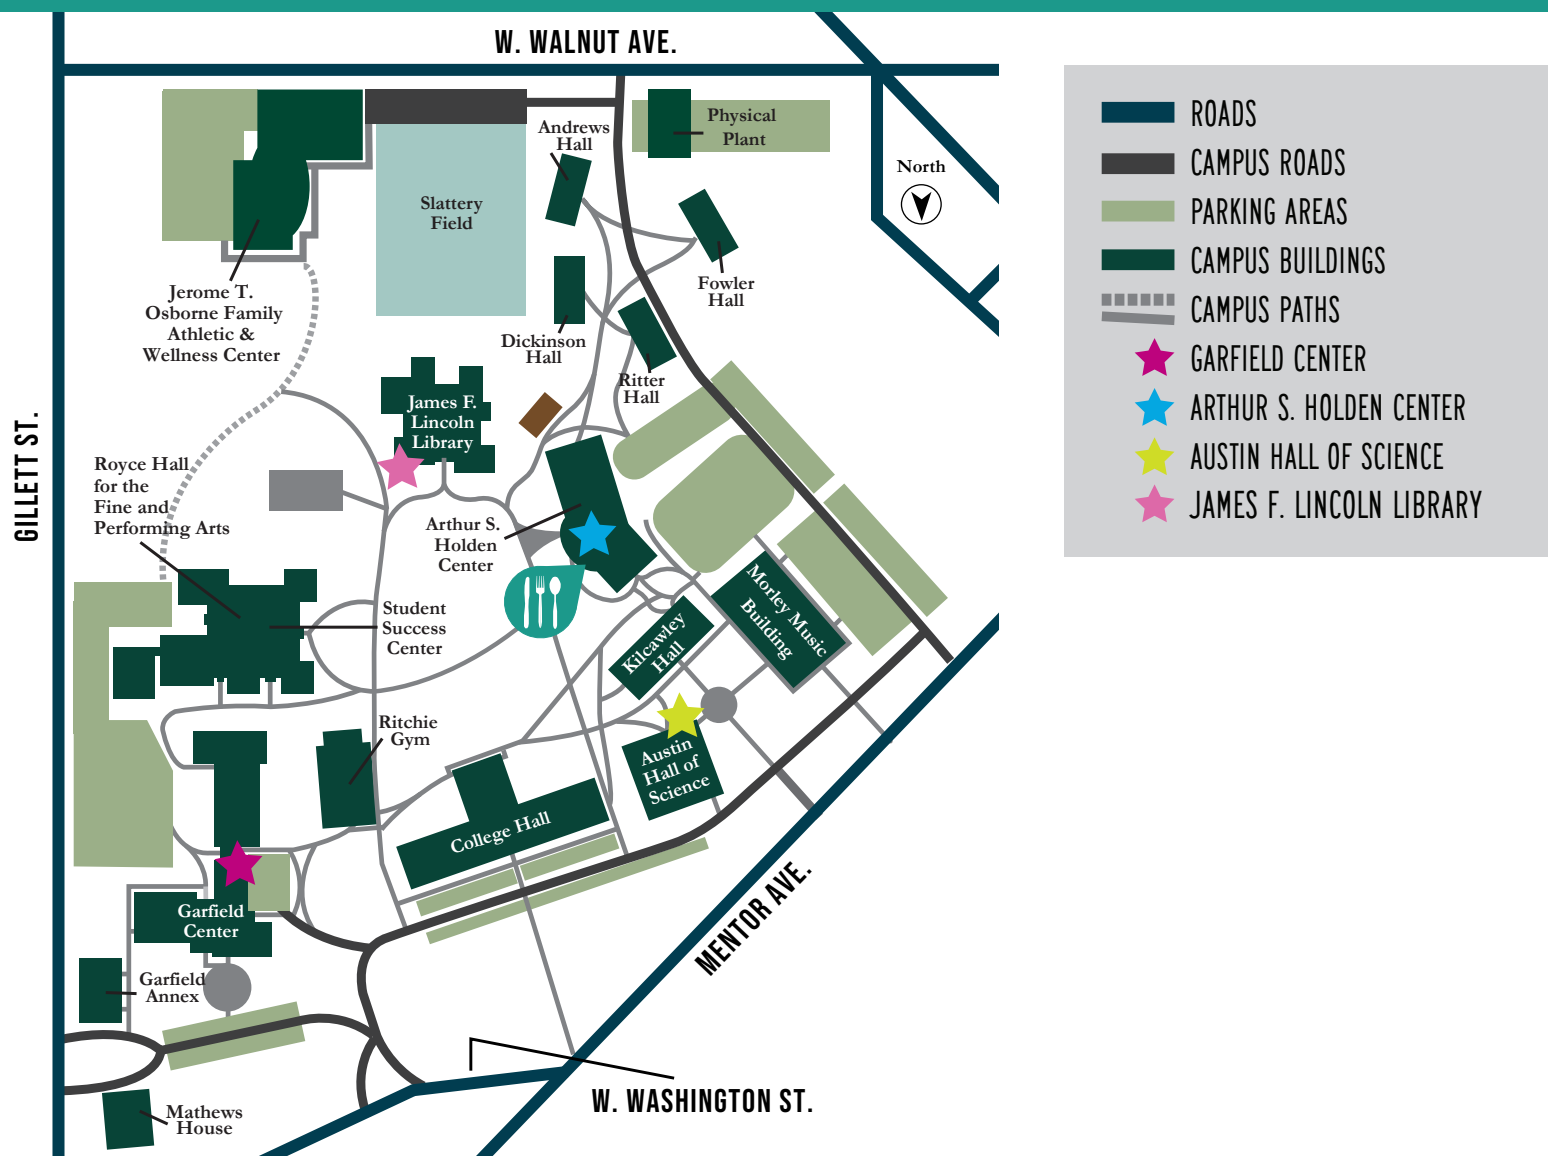 W. WALNUT AVE.
ROADS
CAMPUS ROADS
PARKING AREAS
CAMPUS BUILDINGS
CAMPUS PATHS
GARFIELD CENTER
ARTHUR S. HOLDEN CENTER
AUSTIN HALL OF SCIENCE
JAMES F. LINCOLN LIBRARY
Physical
Plant
Andrews
Hall
North
Slattery
Field
Fowler
Hall
Jerome T.
Osborne Family
Athletic &
Wellness Center
Dickinson
Hall
Ritter
Hall
James F.
Lincoln
Library
GILLETT ST.
Royce Hall
for the
Fine and
Performing Arts
Arthur S.
Holden
Center
Morley Music
Building
Student
Success
Center
Kilcawley
Hall
Ritchie
Gym
Austin
Hall of
Science
College Hall
MENTOR AVE.
Garfield
Center
Garfield
Annex
W. WASHINGTON ST.
Mathews
House